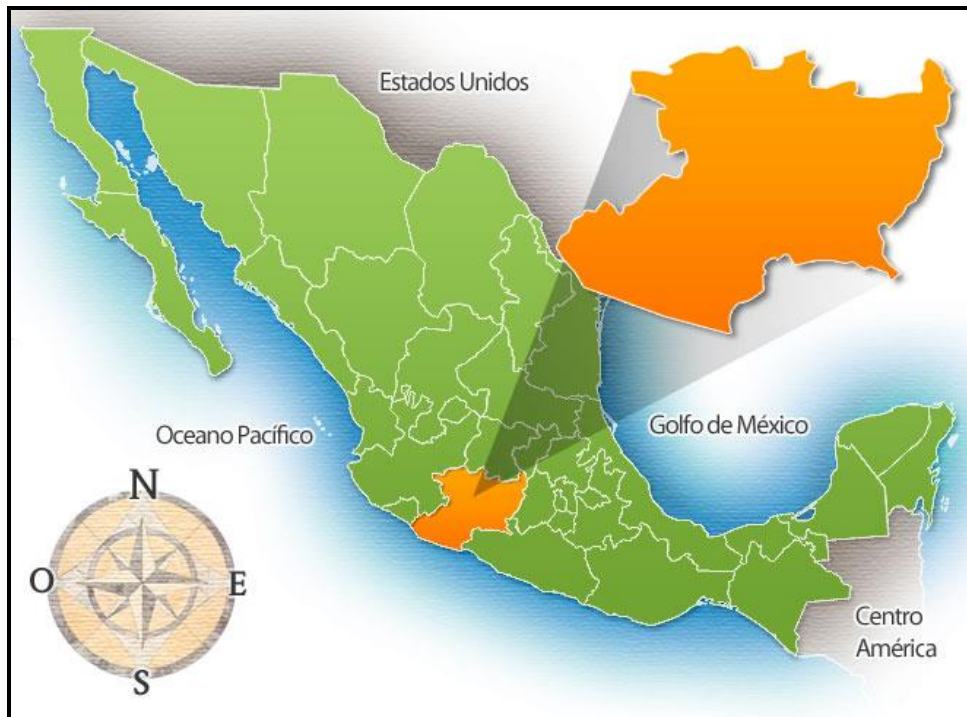 Estados Unidos
Oceano Pacífico
Golfo de México
N
O
E
S
Centro
América